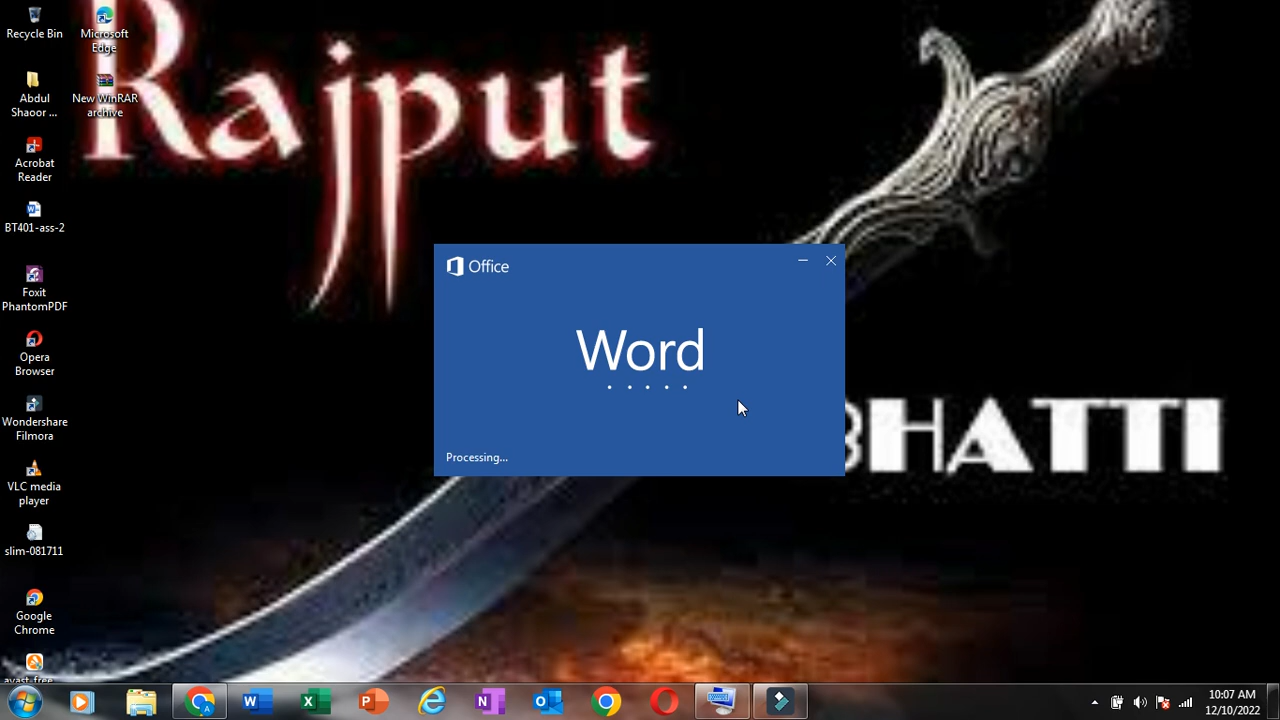 Rajput
BHATTI
Recycle Bin
Microsoft
Edge
Abdul
Shaoor ...
New WinRAR
archive
Acrobat
Reader
BT401-ass-2
Foxit
PhantomPDF
Opera
Browser
Wondershare
Filmora
VLC media
player
slim-081711
Google
Chrome
avast-free
Office
Word
Processing...
10:07 AM
12/10/2022